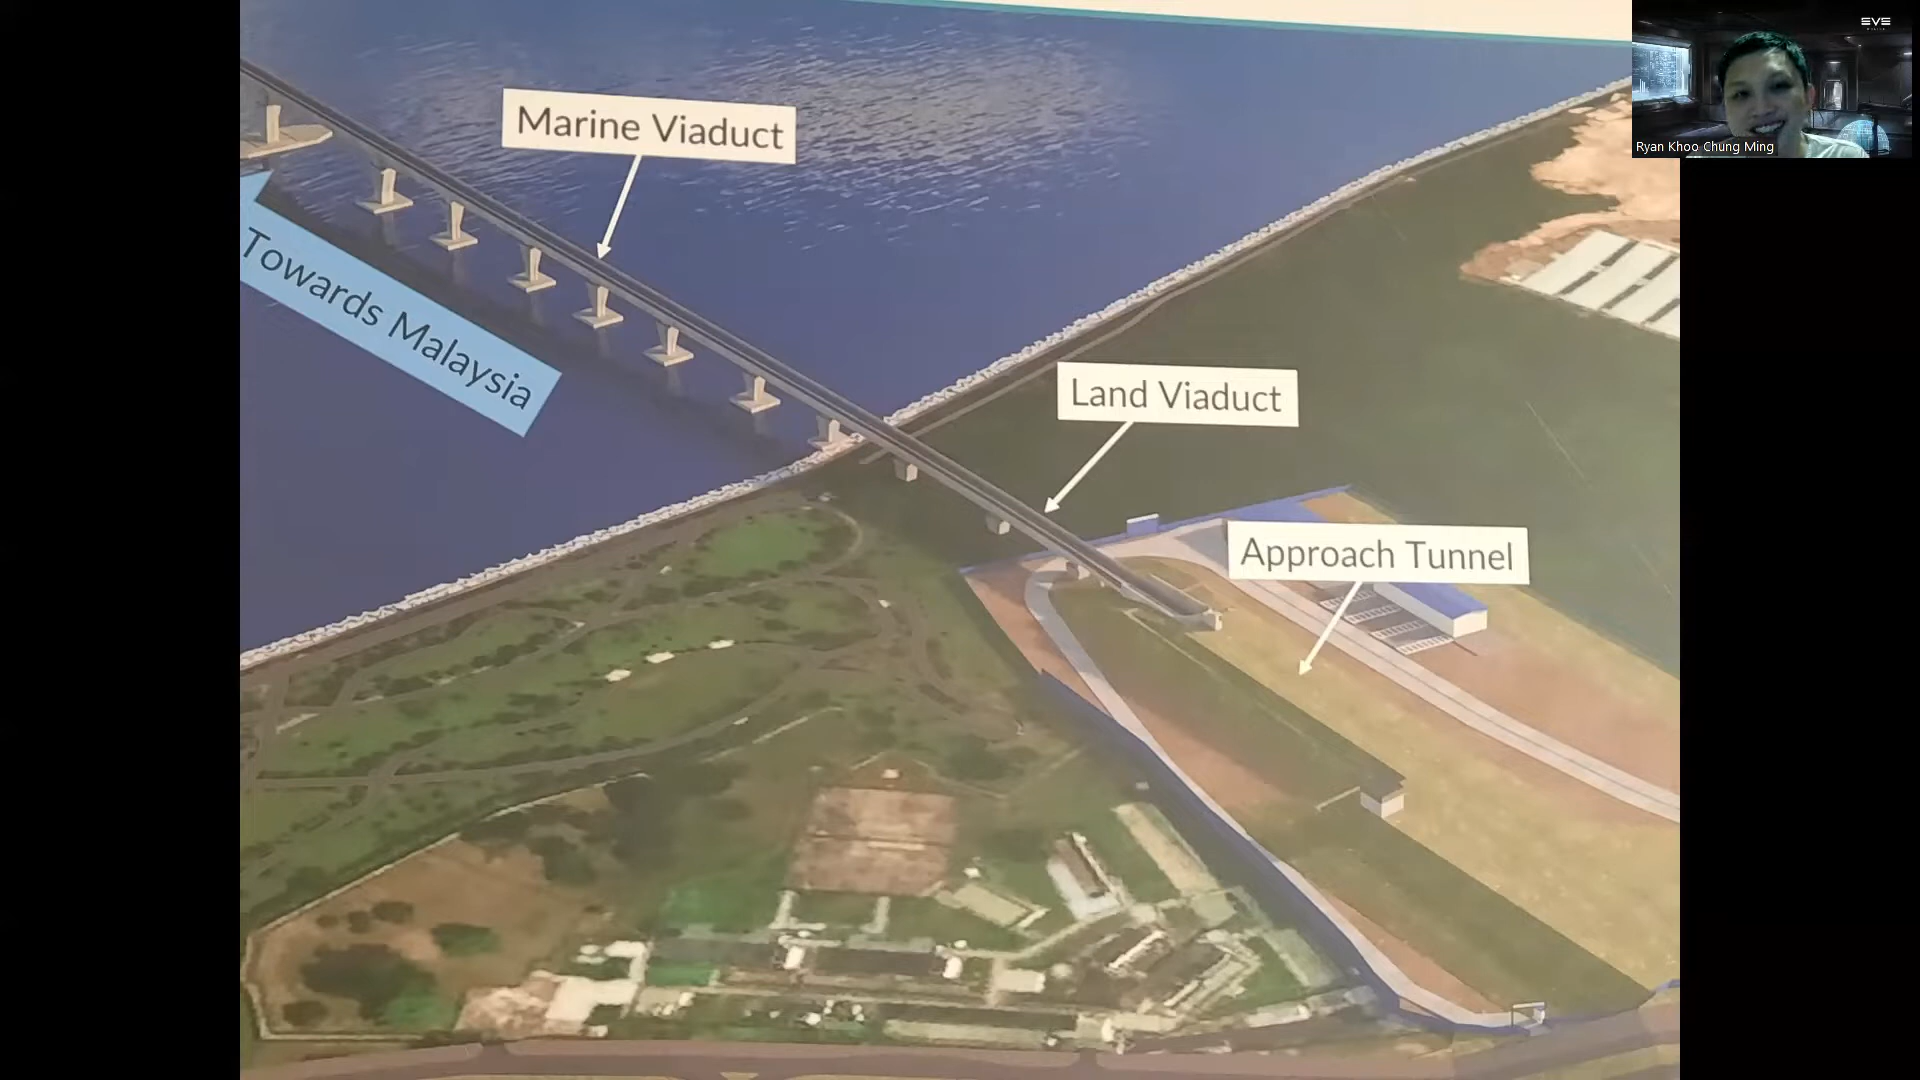 EVE
Ryan Khoo Chung Ming
Marine Viaduct
Towards Malaysia
Land Viaduct
Approach Tunnel